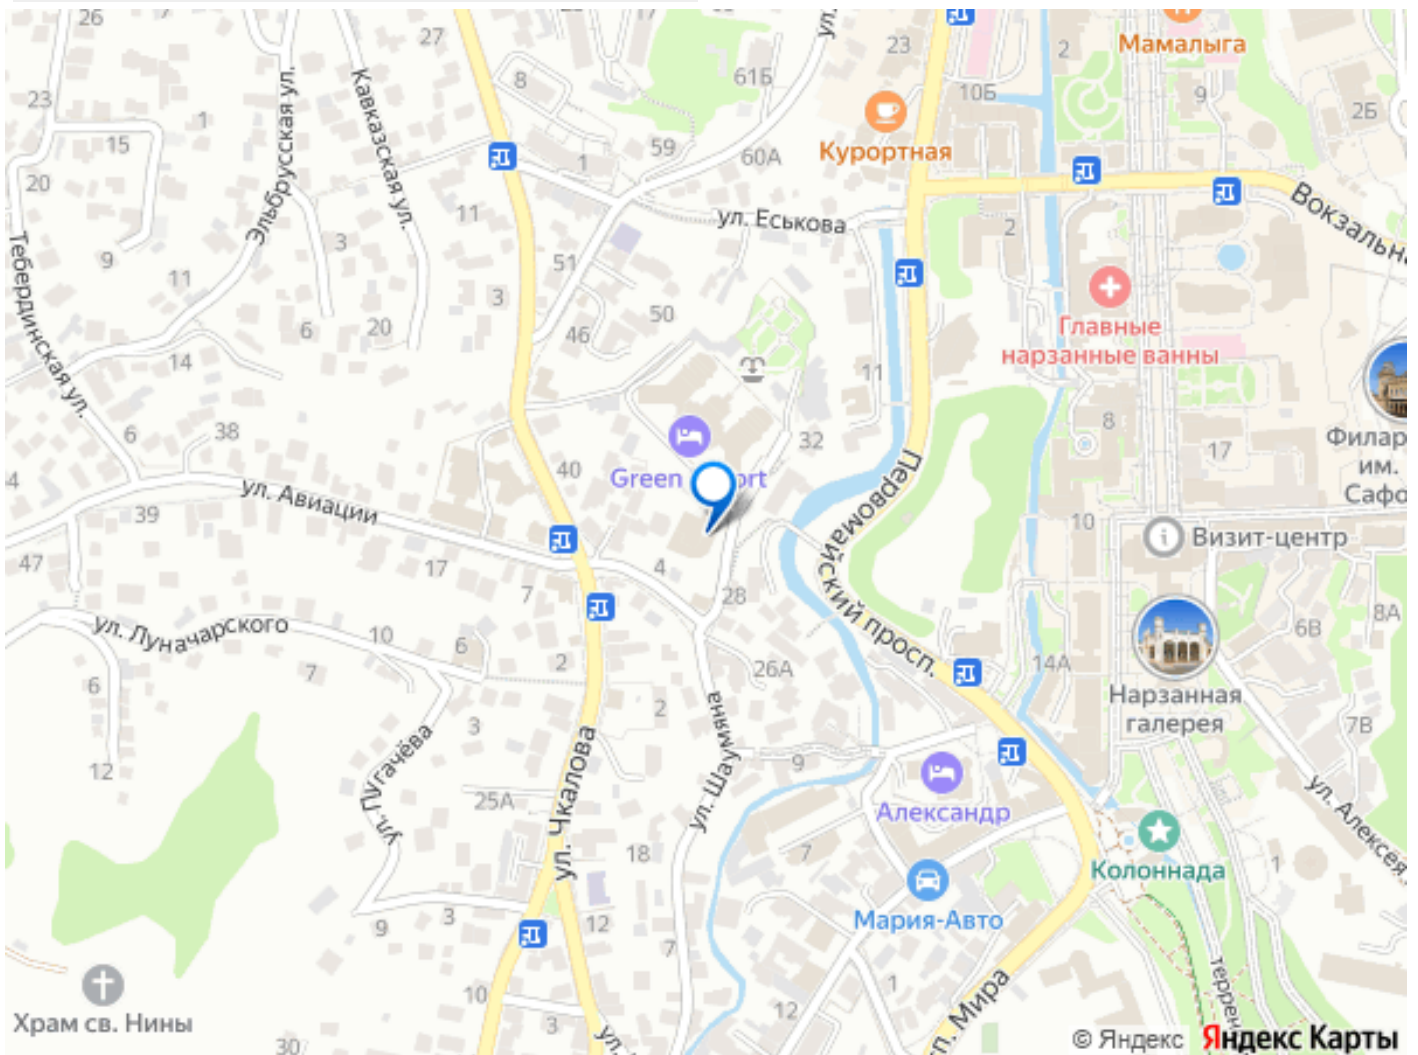 26
27
ул.
61Б
23
2
Мамалыга
9
2Б
10Б
23
15
1
Эльбрусская ул.
Кавказская ул.
8
1
59
60А
Курортная
20
Тебердинская ул.
9
11
3
6
20
14
11
3
51
46
50
ул. Еськова
2
Вокзальна
Главные
нарзанные ванны
11
8
17
Филар
им.
Сафо
6
38
40
32
Green
ort
4
39
ул. Авиации
47
17
7
4
28
Первомайский просп.
10
Визит-центр
8А
6В
ул. Луначарского
10
6
7
2
26А
14А
Нарзанная
галерея
7В
6
12
3
2
ул. Шаумяна
9
ул. Пугачёва
25А
ул. Чкалова
18
Александр
7
Колоннада
1
ул. Алексея
Мария-Авто
9
3
12
7
Храм св. Нины
10
3
30
ул.
12
1
сп. Мира
террен
© Яндекс Яндекс Карты